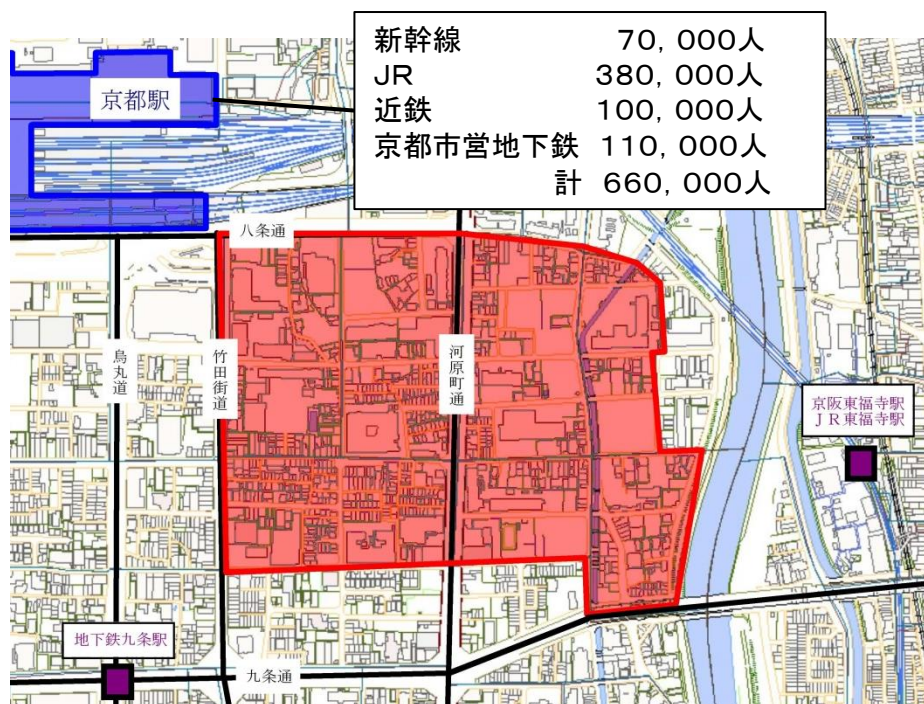 新幹線 70,000人
JR 380,000人
近鉄 100,000人
京都市営地下鉄 110,000人
計 660,000人
京都駅
八条通
烏丸道
竹田街道
河原町通
京阪東福寺駅
JR東福寺駅
地下鉄九条駅
九条通